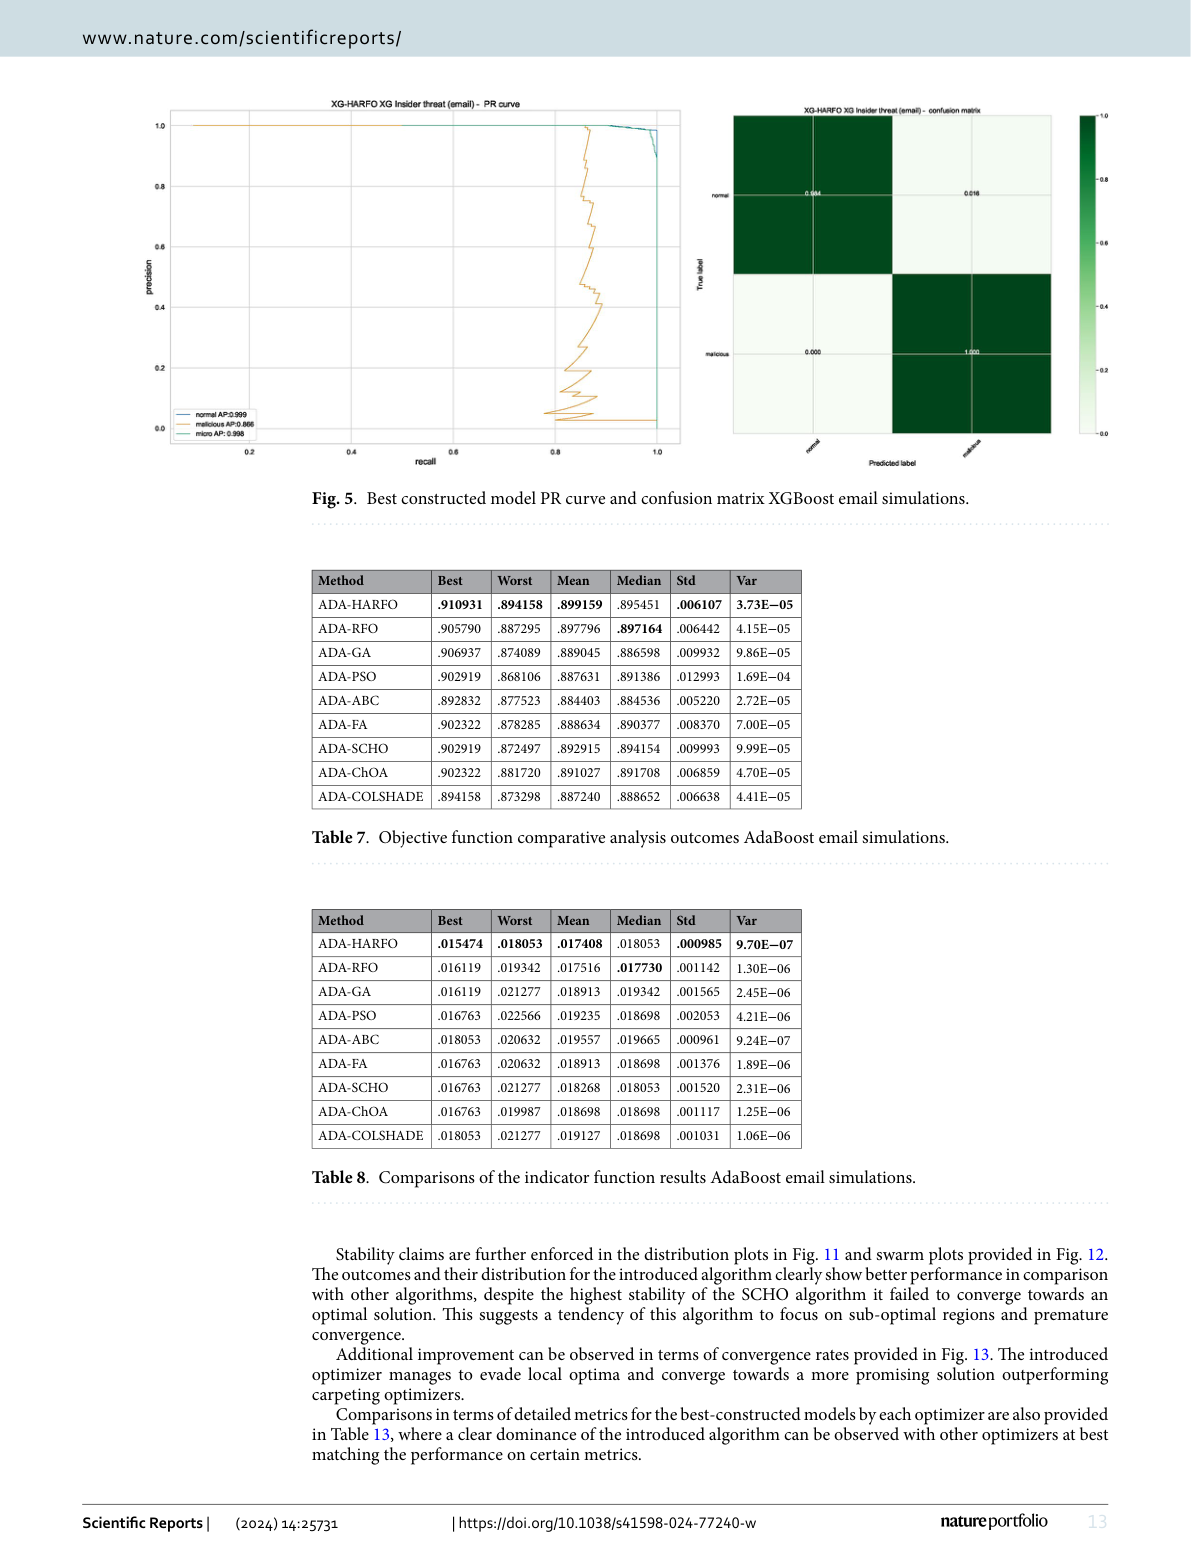 www.nature.com/scientificreports/
XG-HARFO XG Insider threat (email) - PR curve
1.0
0.8
0.6
0.4
0.2
0.0
precision
normal AP:0.999
malicious AP:0.866
micro AP: 0.998
0.2 0.4 0.6 0.8 1.0
recall
XG-HARFO XG Insider threat (email) - confusion matrix
normal 0.984 0.016
True label
malicious 0.000 1.000
normal malicious
Predicted label
1.0
0.8
0.6
0.4
0.2
0.0
Fig. 5. Best constructed model PR curve and confusion matrix XGBoost email simulations.
Method Best Worst Mean Median Std Var
ADA-HARFO .910931 .894158 .899159 .895451 .006107 3.73E−05
ADA-RFO .905790 .887295 .897796 .897164 .006442 4.15E−05
ADA-GA .906937 .874089 .889045 .886598 .009932 9.86E−05
ADA-PSO .902919 .868106 .887631 .891386 .012993 1.69E−04
ADA-ABC .892832 .877523 .884403 .884536 .005220 2.72E−05
ADA-FA .902322 .878285 .888634 .890377 .008370 7.00E−05
ADA-SCHO .902919 .872497 .892915 .894154 .009993 9.99E−05
ADA-ChOA .902322 .881720 .891027 .891708 .006859 4.70E−05
ADA-COLSHADE .894158 .873298 .887240 .888652 .006638 4.41E−05
Table 7. Objective function comparative analysis outcomes AdaBoost email simulations.
Method Best Worst Mean Median Std Var
ADA-HARFO .015474 .018053 .017408 .018053 .000985 9.70E−07
ADA-RFO .016119 .019342 .017516 .017730 .001142 1.30E−06
ADA-GA .016119 .021277 .018913 .019342 .001565 2.45E−06
ADA-PSO .016763 .022566 .019235 .018698 .002053 4.21E−06
ADA-ABC .018053 .020632 .019557 .019665 .000961 9.24E−07
ADA-FA .016763 .020632 .018913 .018698 .001376 1.89E−06
ADA-SCHO .016763 .021277 .018268 .018053 .001520 2.31E−06
ADA-ChOA .016763 .019987 .018698 .018698 .001117 1.25E−06
ADA-COLSHADE .018053 .021277 .019127 .018698 .001031 1.06E−06
Table 8. Comparisons of the indicator function results AdaBoost email simulations.
Stability claims are further enforced in the distribution plots in Fig. 11 and swarm plots provided in Fig. 12.
The outcomes and their distribution for the introduced algorithm clearly show better performance in comparison
with other algorithms, despite the highest stability of the SCHO algorithm it failed to converge towards an
optimal solution. This suggests a tendency of this algorithm to focus on sub-optimal regions and premature
convergence.
Additional improvement can be observed in terms of convergence rates provided in Fig. 13. The introduced
optimizer manages to evade local optima and converge towards a more promising solution outperforming
carpeting optimizers.
Comparisons in terms of detailed metrics for the best-constructed models by each optimizer are also provided
in Table 13, where a clear dominance of the introduced algorithm can be observed with other optimizers at best
matching the performance on certain metrics.
Scientific Reports | (2024) 14:25731 | https://doi.org/10.1038/s41598-024-77240-w natureportfolio 13